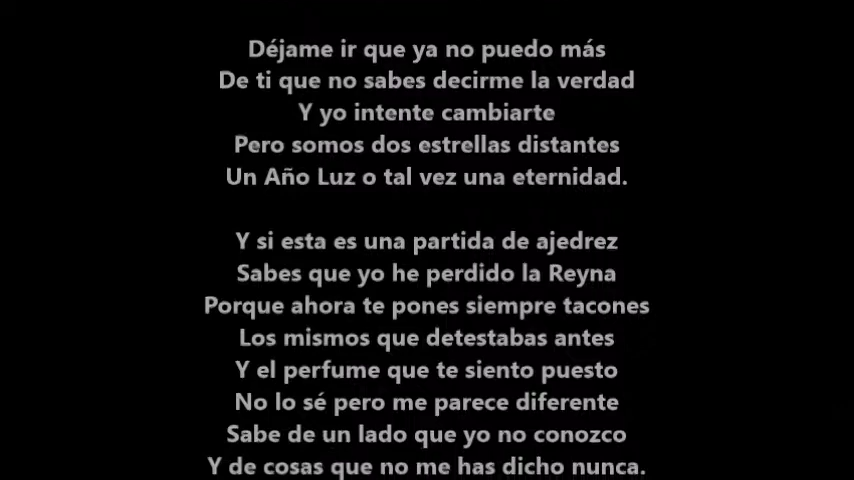 Déjame ir que ya no puedo más
De ti que no sabes decirme la verdad
Y yo intente cambiarte
Pero somos dos estrellas distantes
Un Año Luz o tal vez una eternidad.
Y si esta es una partida de ajedrez
Sabes que yo he perdido la Reyna
Porque ahora te pones siempre tacones
Los mismos que detestabas antes
Y el perfume que te siento puesto
No lo sé pero me parece diferente
Sabe de un lado que yo no conozco
Y de cosas que no me has dicho nunca.